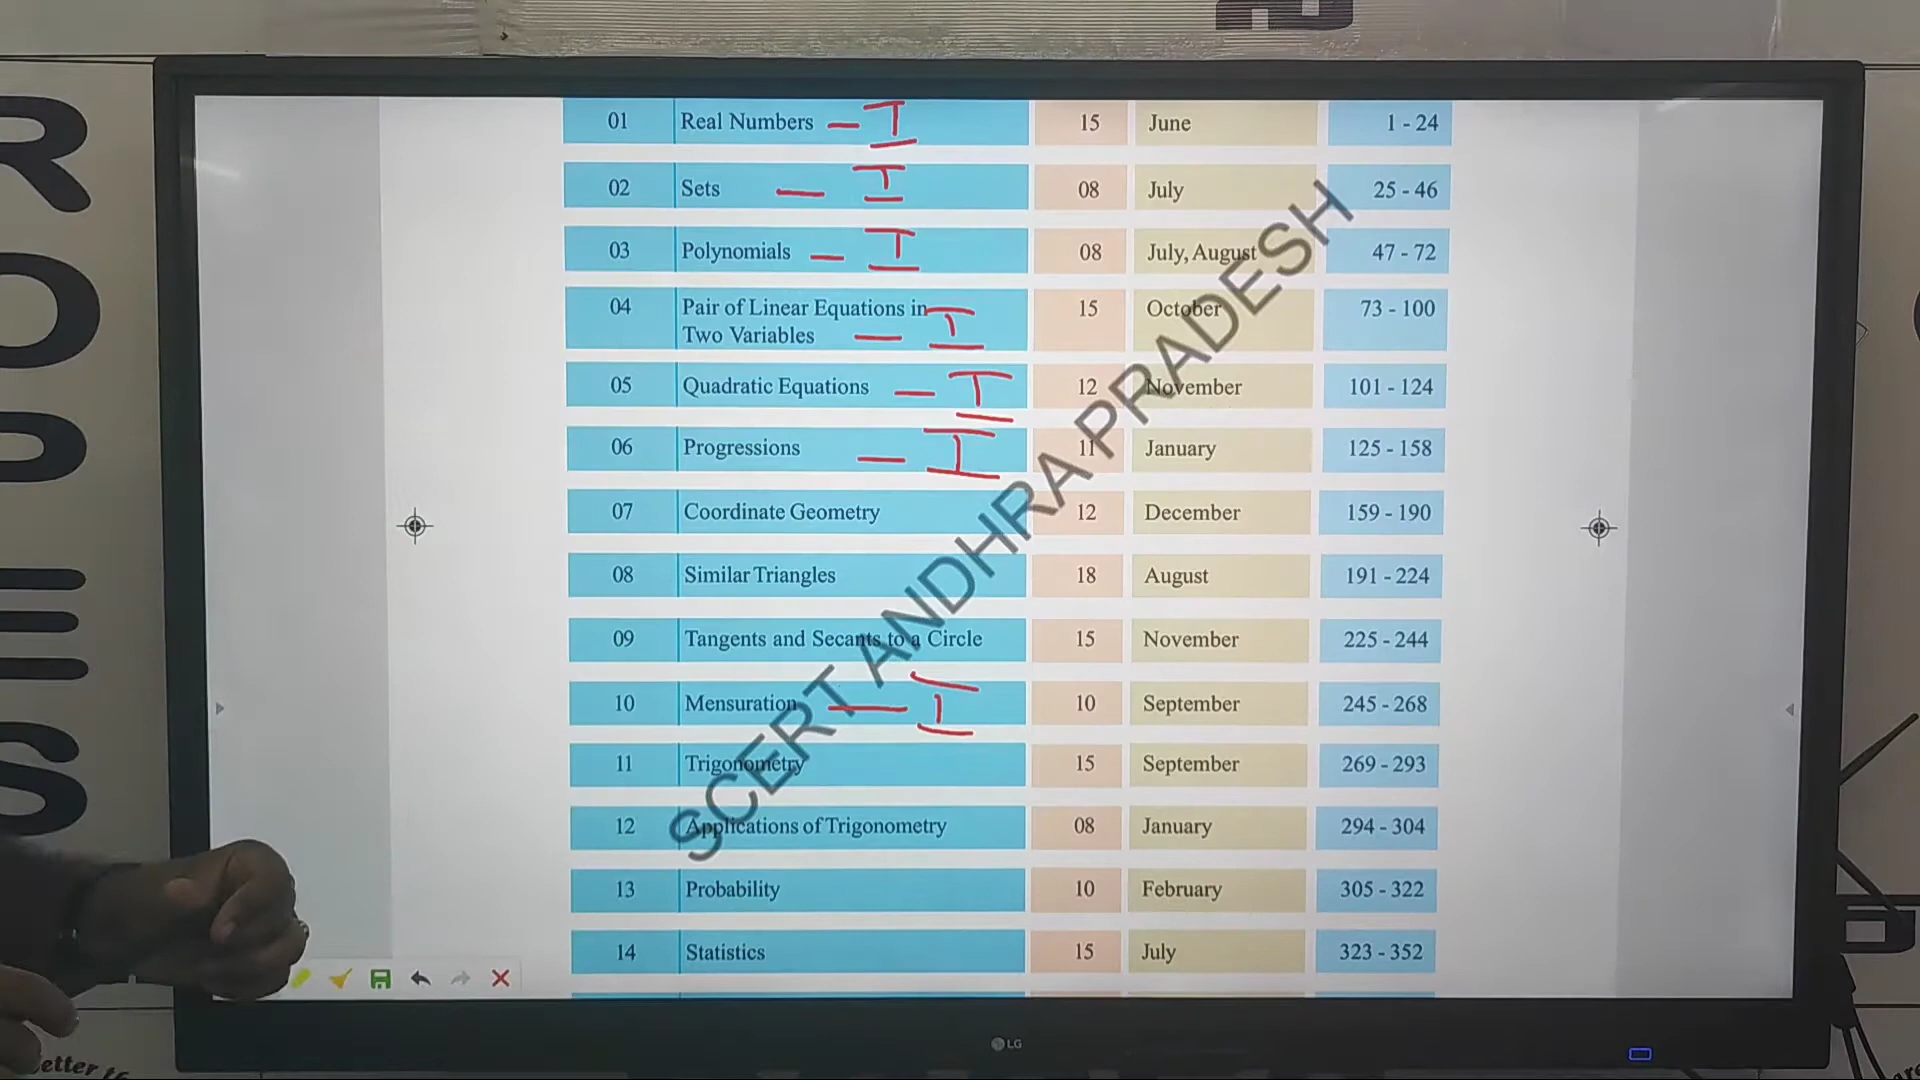 01 Real Numbers – I 15 June 1 - 24
02 Sets – I 08 July 25 - 46
03 Polynomials – I 08 July, August 47 - 72
04 Pair of Linear Equations in
Two Variables – I 15 October 73 - 100
05 Quadratic Equations – I 12 November 101 - 124
06 Progressions – I 11 January 125 - 158
07 Coordinate Geometry 12 December 159 - 190
08 Similar Triangles 18 August 191 - 224
09 Tangents and Secants to a Circle 15 November 225 - 244
10 Mensuration – I 10 September 245 - 268
11 Trigonometry 15 September 269 - 293
12 Applications of Trigonometry 08 January 294 - 304
13 Probability 10 February 305 - 322
14 Statistics 15 July 323 - 352
SCERT ANDHRA PRADESH
LG
R
O
P
E
S